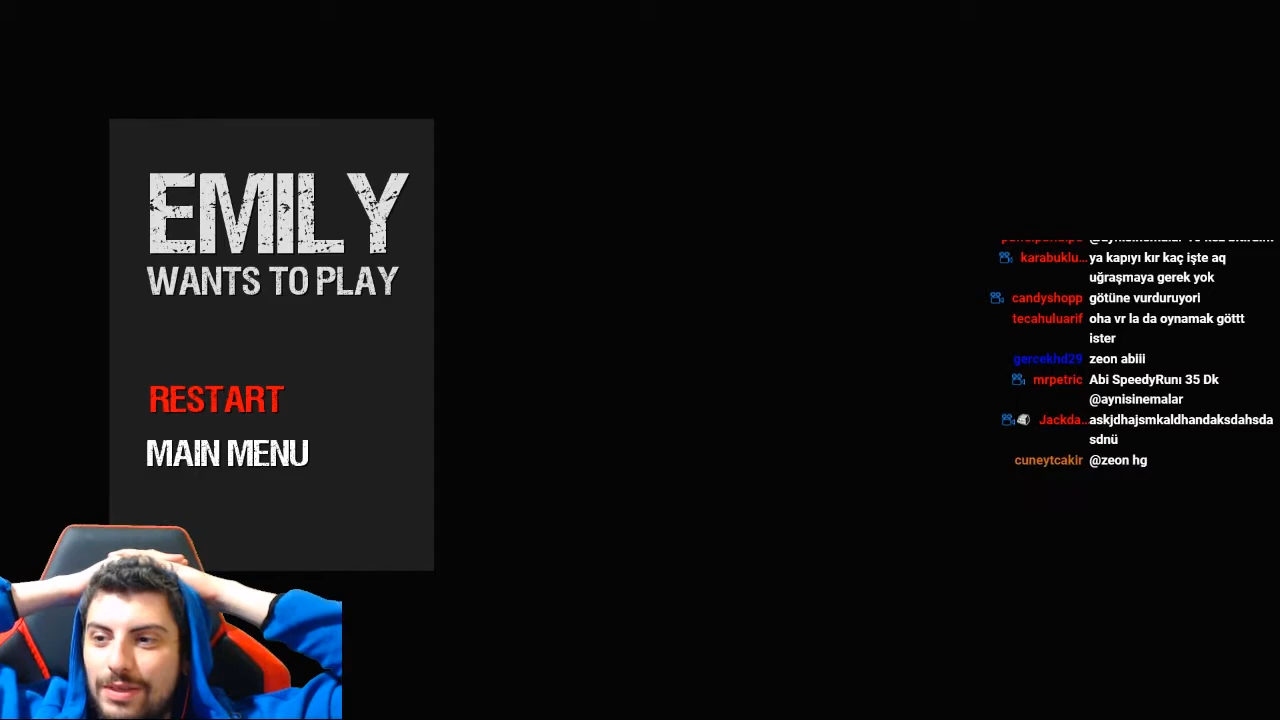 EMILY
WANTS TO PLAY
RESTART
MAIN MENU
karabuklu... ya kapıyı kır kaç işte aq
uğraşmaya gerek yok
candyshopp götüne vurduruyori
tecahuluarif oha vr la da oynamak göttt
ister
gercekhd29 zeon abiii
mrpetric Abi SpeedyRunı 35 Dk
@aynisinemalar
Jackda... askjdhajsmkaldhandaksdahsda
sdnü
cuneytcakir @zeon hg